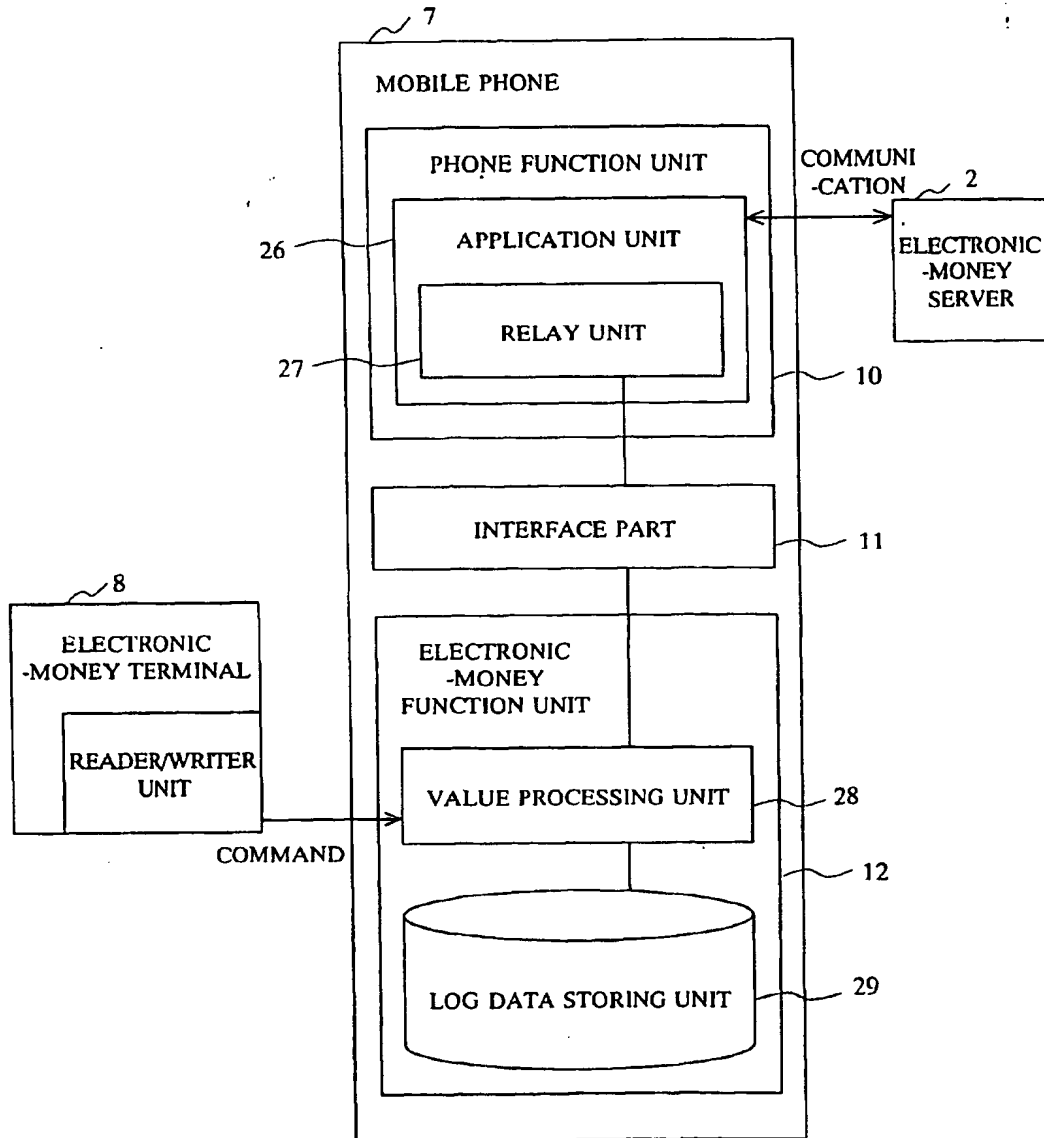 7
MOBILE PHONE
PHONE FUNCTION UNIT
COMMUNI
-CATION
2
26
APPLICATION UNIT
ELECTRONIC
-MONEY
SERVER
RELAY UNIT
27
10
INTERFACE PART
11
8
ELECTRONIC
-MONEY TERMINAL
ELECTRONIC
-MONEY
FUNCTION UNIT
READER/WRITER
UNIT
VALUE PROCESSING UNIT
28
COMMAND
12
LOG DATA STORING UNIT
29